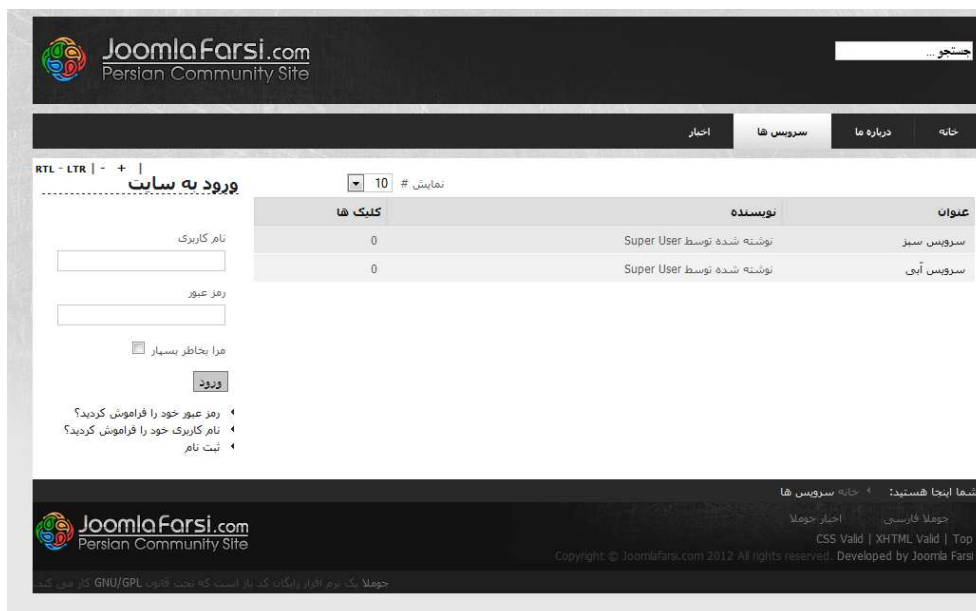 JoomlaFarsi.com
Persian Community Site
جستجو ...
خانه
درباره ما
سرویس ها
اخبار
RTL - LTR | - + |
ورود به سایت
نام کاربری
رمز عبور
مرا بخاطر بسپار
ورود
رمز عبور خود را فراموش کردید؟
نام کاربری خود را فراموش کردید؟
ثبت نام
نمایش # 10
عنوان نویسنده کلیک ها
سرویس سبز نوشته شده توسط Super User 0
سرویس آبی نوشته شده توسط Super User 0
شما اینجا هستید: خانه سرویس ها
JoomlaFarsi.com
Persian Community Site
جوملا فارسی اخبار جوملا
CSS Valid | XHTML Valid | Top
Copyright © Joomlafarsi.com 2012 All rights reserved. Developed by Joomla Farsi
جوملا یک نرم افزار رایگان کد باز است که تحت قانون GNU/GPL کار می کند.